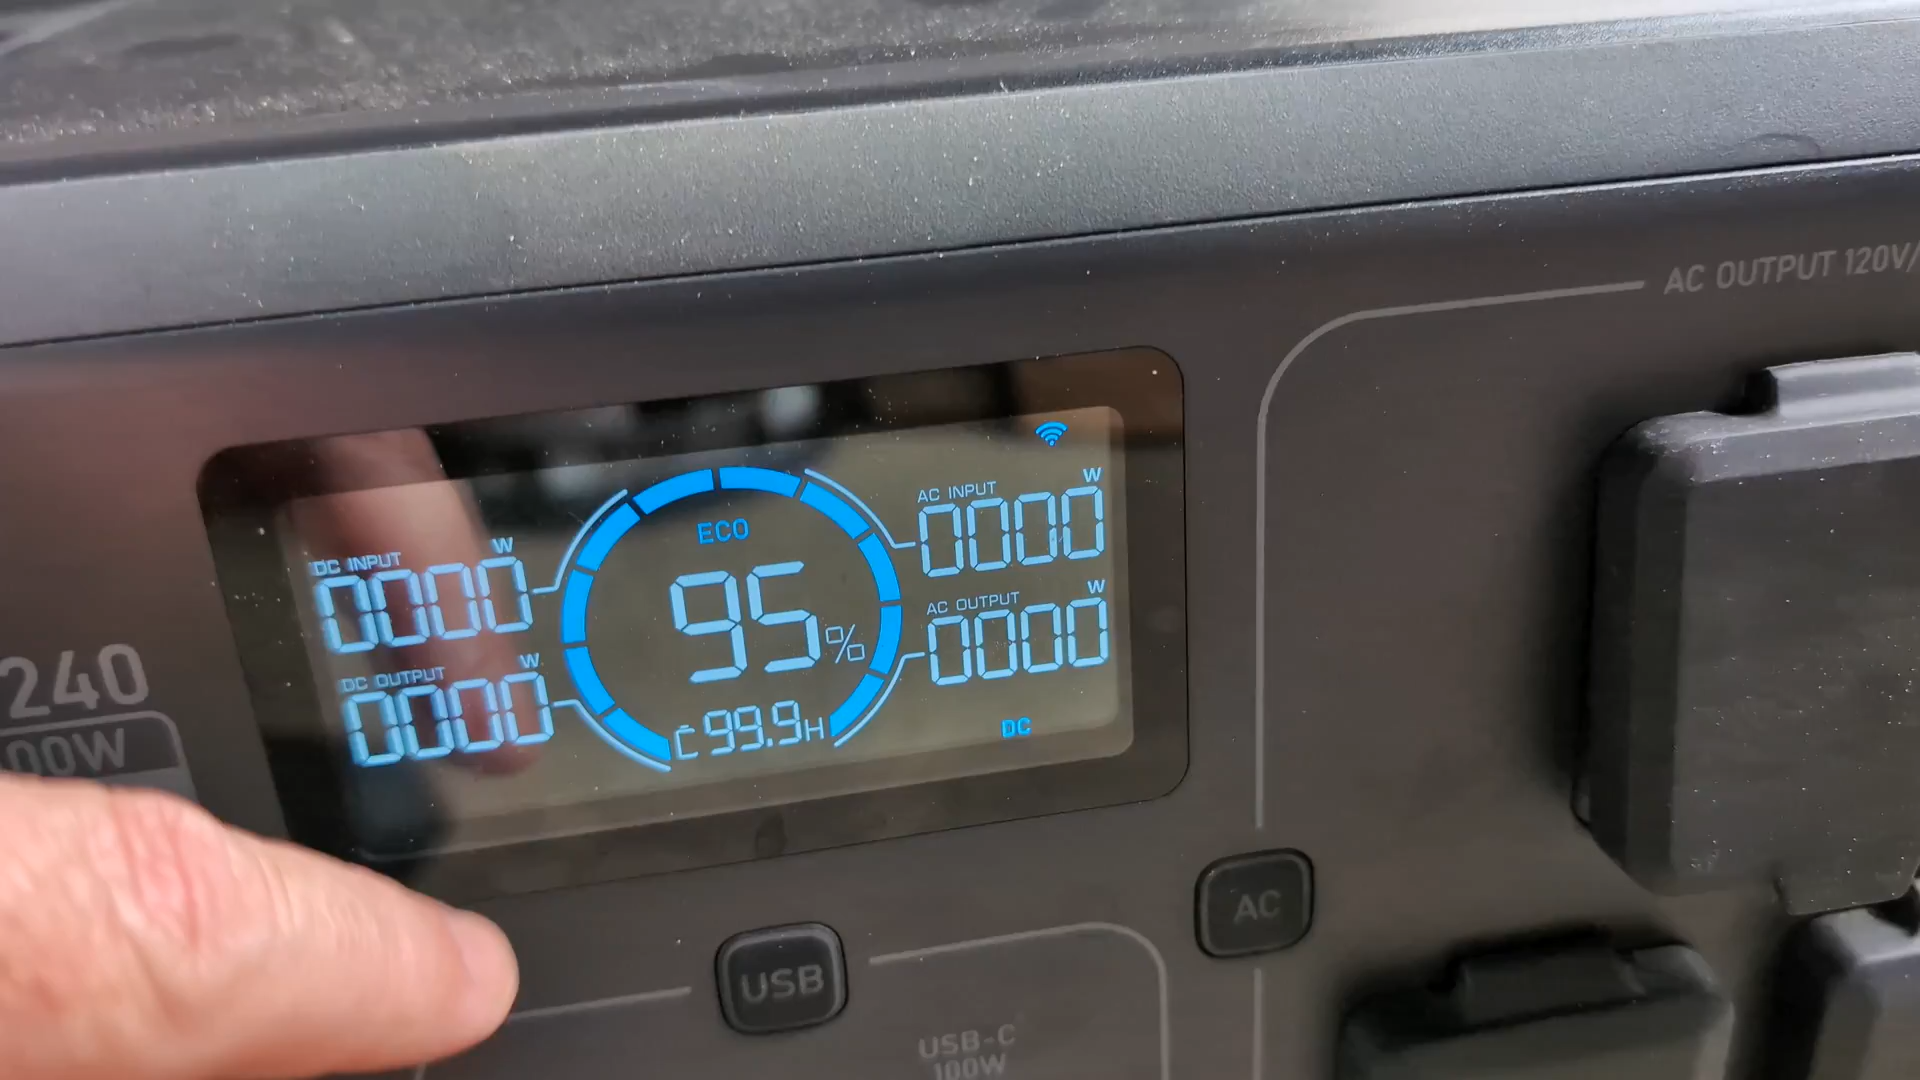 AC OUTPUT 120V/
DC INPUT
W
0000
DC OUTPUT
W
0000
ECO
95%
99.9H
AC INPUT
W
0000
AC OUTPUT
W
0000
DC
240
00W
USB
AC
USB-C
100W